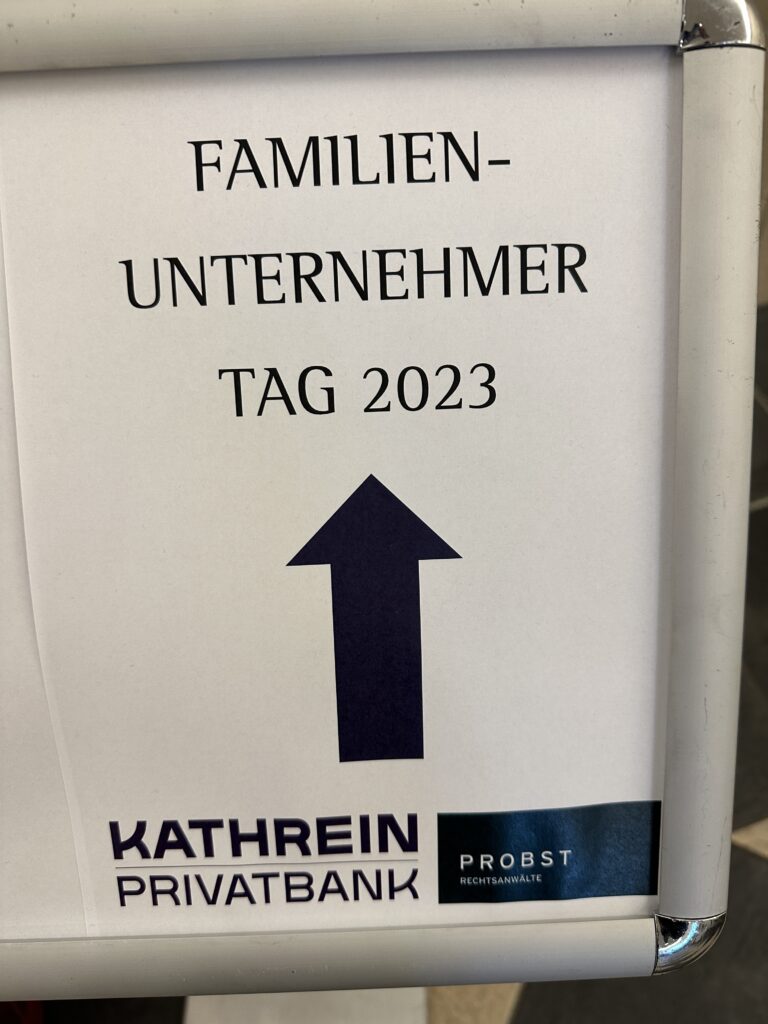 FAMILIEN-
UNTERNEHMER
TAG 2023
KATHREIN
PRIVATBANK
PROBST
RECHTSANWÄLTE